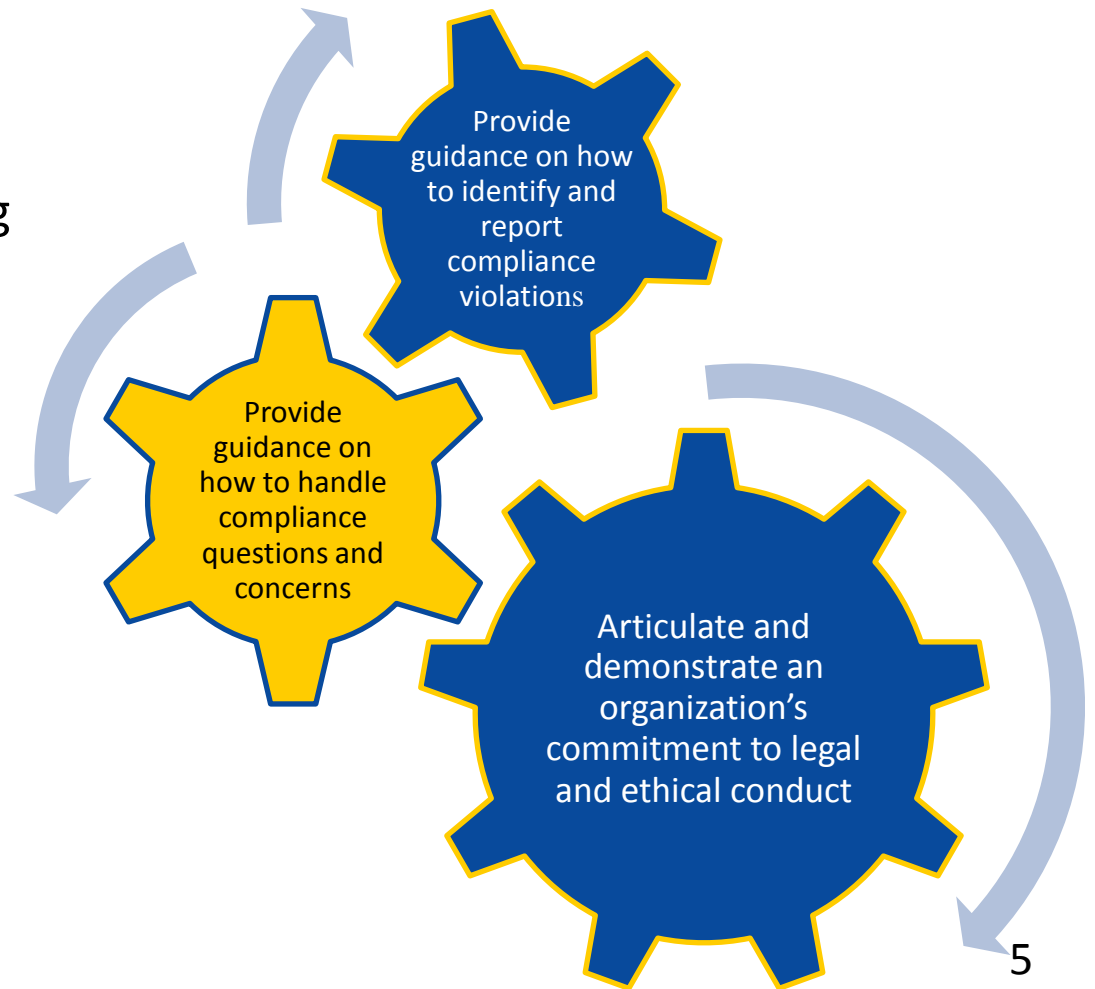 g
Provide
guidance on how
to identify and
report
compliance
violations
Provide
guidance on
how to handle
compliance
questions and
concerns
Articulate and
demonstrate an
organization’s
commitment to legal
and ethical conduct
5